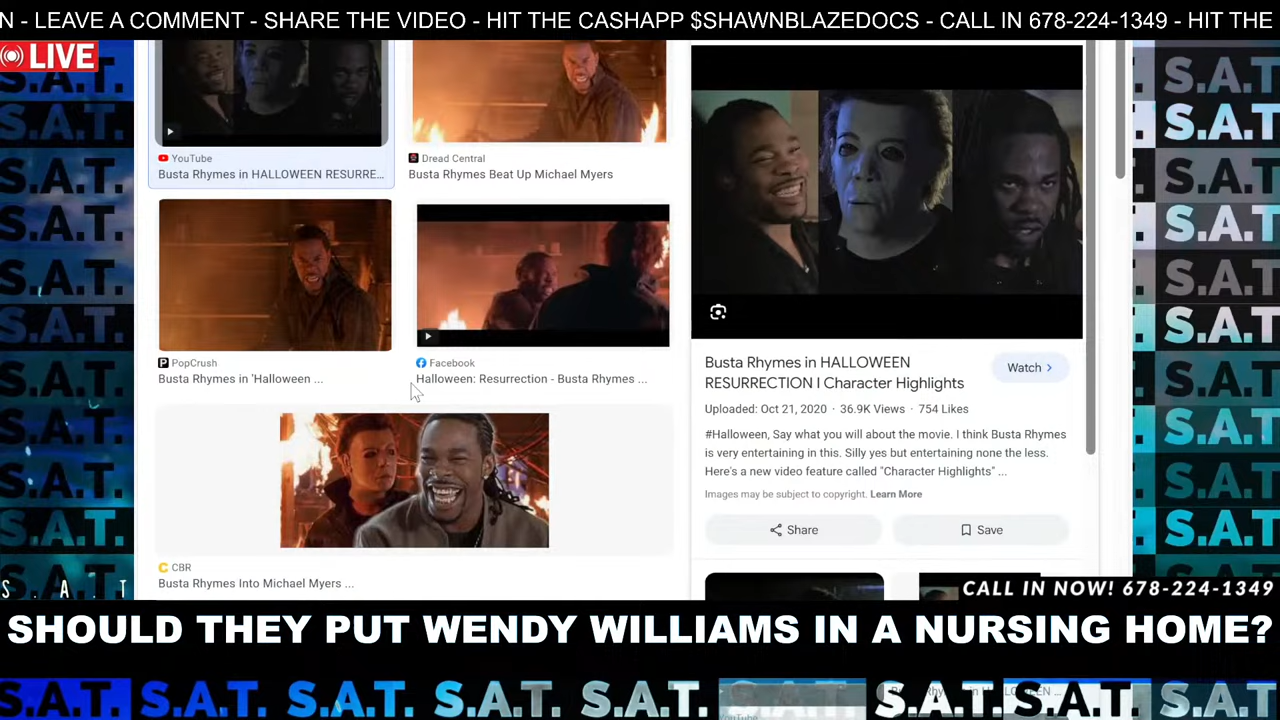 N - LEAVE A COMMENT - SHARE THE VIDEO - HIT THE CASHAPP $SHAWNBLAZEDOCS - CALL IN 678-224-1349 - HIT THE
LIVE
YouTube
Busta Rhymes in HALLOWEEN RESURRE...
Dread Central
Busta Rhymes Beat Up Michael Myers
PopCrush
Busta Rhymes in 'Halloween ...
Facebook
Halloween: Resurrection - Busta Rhymes ...
CBR
Busta Rhymes Into Michael Myers ...
Busta Rhymes in HALLOWEEN
RESURRECTION I Character Highlights
Watch
Uploaded: Oct 21, 2020 · 36.9K Views · 754 Likes
#Halloween, Say what you will about the movie. I think Busta Rhymes
is very entertaining in this. Silly yes but entertaining none the less.
Here's a new video feature called "Character Highlights" ...
Images may be subject to copyright. Learn More
Share
Save
S. A. T
CALL IN NOW! 678-224-1349
SHOULD THEY PUT WENDY WILLIAMS IN A NURSING HOME?
S.A.T. S.A.T. S.A.T. S.A.T. S.A.T. S.A.T. S.A.T. S.A.T. S.A.T